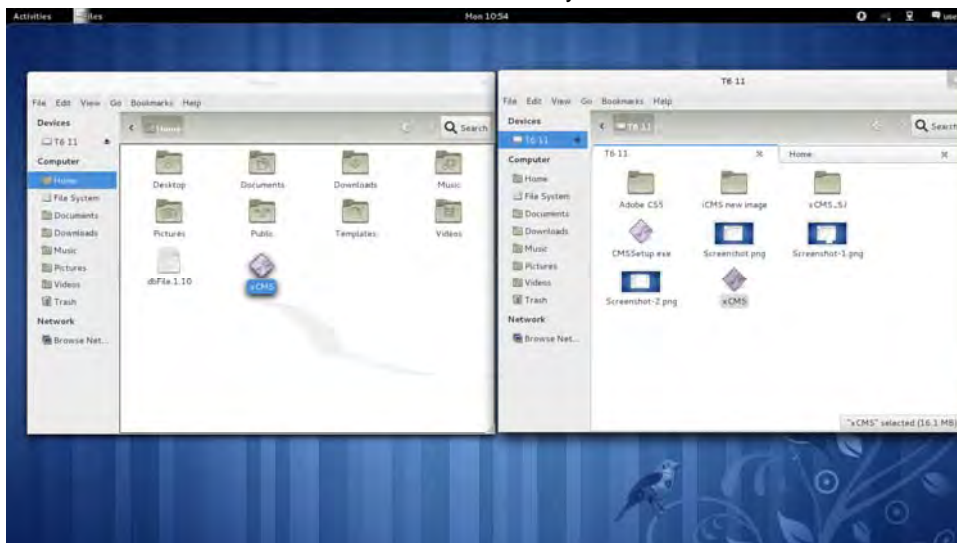 Activities
Mon 10:54
T6 11
File Edit View Go Bookmarks Help
Devices
T6 11
Computer
Home
File System
Documents
Downloads
Music
Pictures
Videos
Trash
Network
Browse Net...
Home
Search
Desktop
Documents
Downloads
Music
Pictures
Public
Templates
Videos
dbFile.1.10
xCMS
File Edit View Go Bookmarks Help
Devices
T6 11
Computer
Home
File System
Documents
Downloads
Music
Pictures
Videos
Trash
Network
Browse Net...
T6 11
Search
T6 11
Home
Adobe CS5
iCMS new image
CMSSetup.exe
Screenshot.png
Screenshot-1.png
Screenshot-2.png
xCMS
"xCMS" selected (16.1 MB)